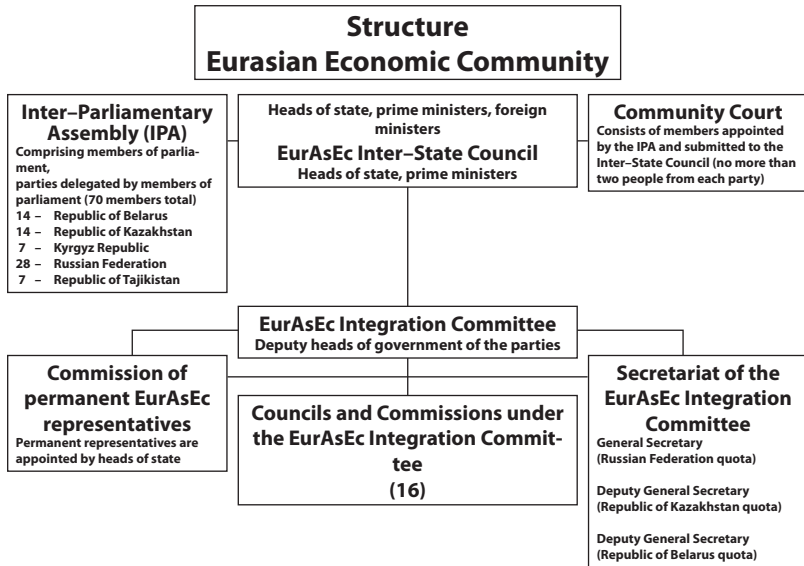 Structure
Eurasian Economic Community
Inter–Parliamentary
Assembly (IPA)
Comprising members of parlia-
ment,
parties delegated by members of
parliament (70 members total)
14 – Republic of Belarus
14 – Republic of Kazakhstan
7 – Kyrgyz Republic
28 – Russian Federation
7 – Republic of Tajikistan
Heads of state, prime ministers, foreign
ministers
EurAsEc Inter–State Council
Heads of state, prime ministers
Community Court
Consists of members appointed
by the IPA and submitted to the
Inter–State Council (no more than
two people from each party)
EurAsEc Integration Committee
Deputy heads of government of the parties
Commission of
permanent EurAsEc
representatives
Permanent representatives are
appointed by heads of state
Councils and Commissions under
the EurAsEc Integration Commit-
tee
(16)
Secretariat of the
EurAsEc Integration
Committee
General Secretary
(Russian Federation quota)
Deputy General Secretary
(Republic of Kazakhstan quota)
Deputy General Secretary
(Republic of Belarus quota)